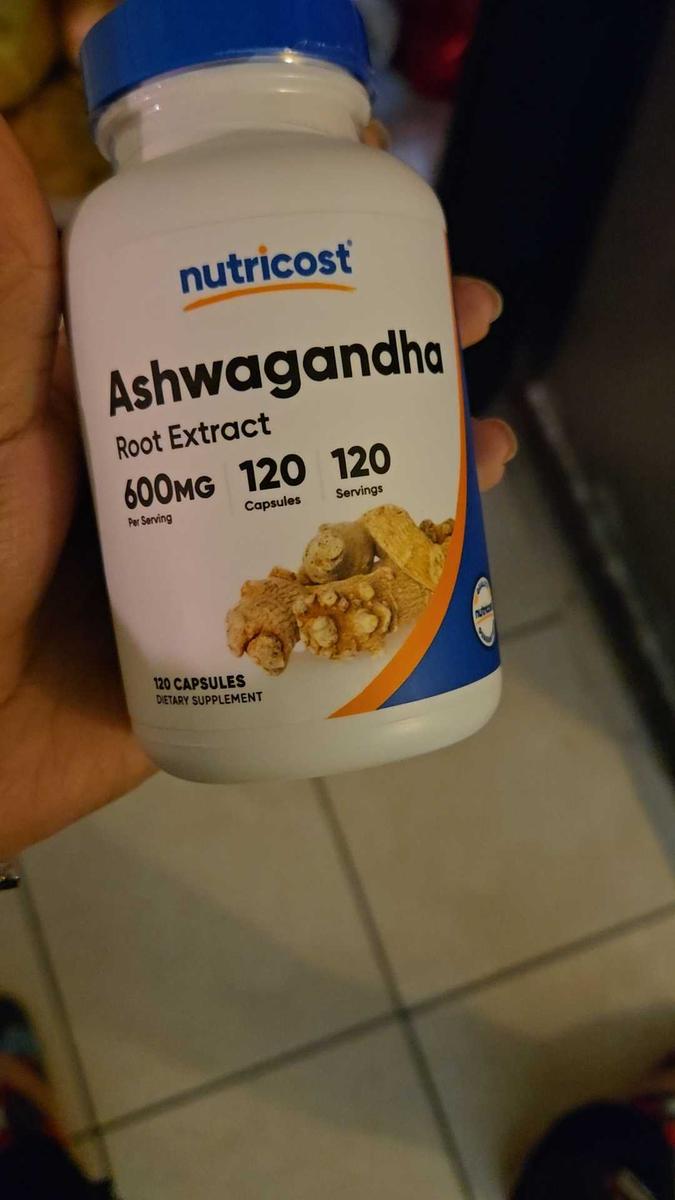 nutricost®
Ashwagandha
Root Extract
600MG 120 120
Per Serving Capsules Servings
120 CAPSULES
DIETARY SUPPLEMENT